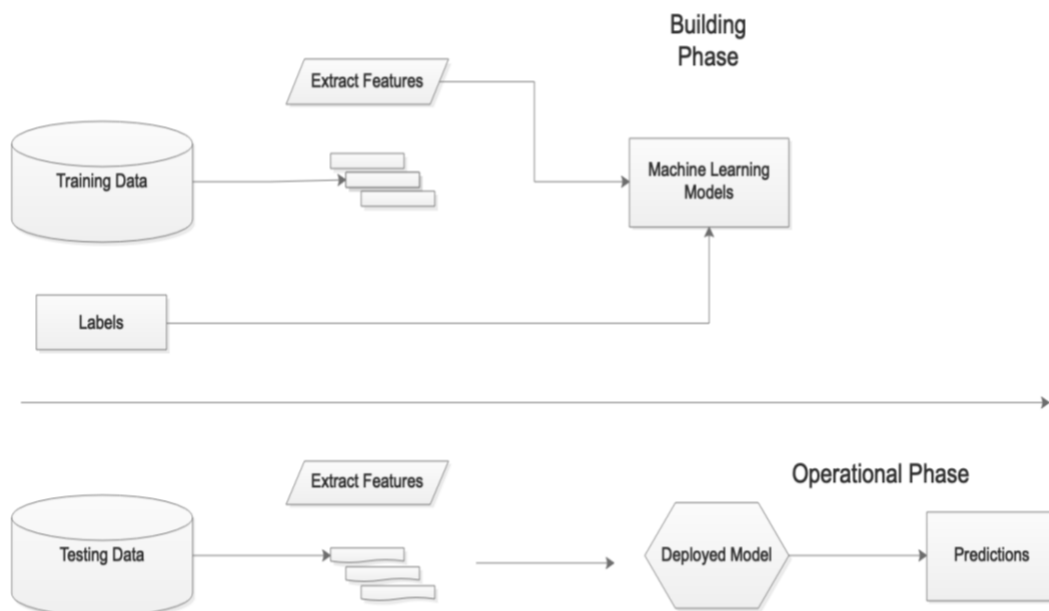 Building
Phase
Extract Features
Training Data
Machine Learning
Models
Labels
Operational Phase
Extract Features
Testing Data
Deployed Model
Predictions